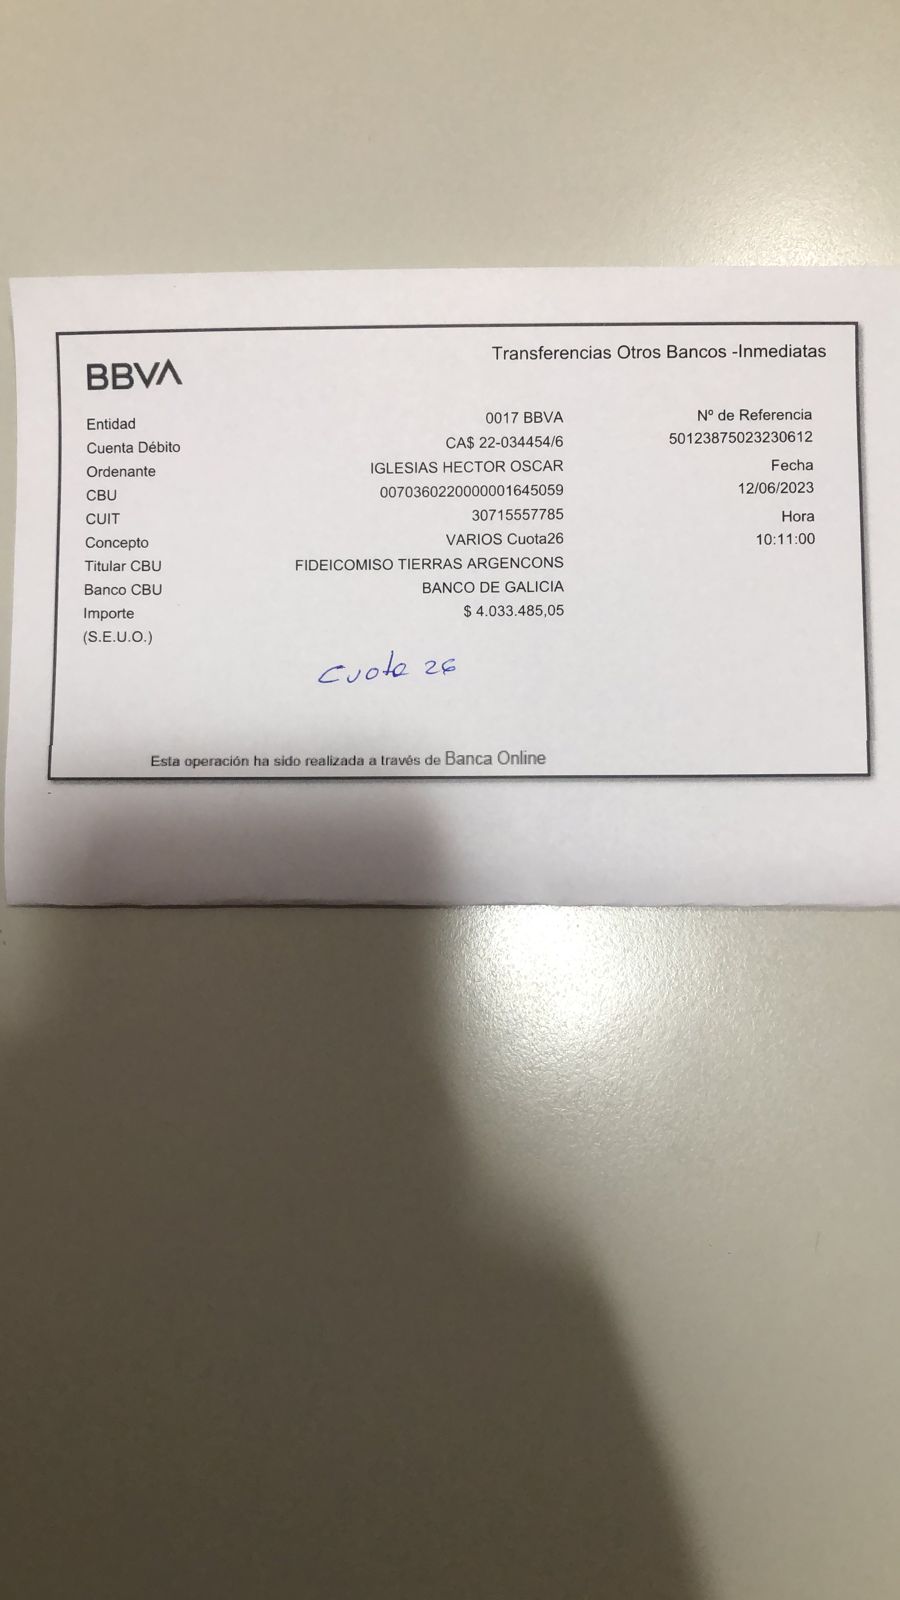 BBVA
Transferencias Otros Bancos -Inmediatas
Entidad 0017 BBVA
Cuenta Débito CA$ 22-034454/6
Ordenante IGLESIAS HECTOR OSCAR
CBU 0070360220000001645059
CUIT 30715557785
Concepto VARIOS Cuota26
Titular CBU FIDEICOMISO TIERRAS ARGENCONS
Banco CBU BANCO DE GALICIA
Importe $ 4.033.485,05
(S.E.U.O.)
Nº de Referencia
50123875023230612
Fecha
12/06/2023
Hora
10:11:00
Cuota 26
Esta operación ha sido realizada a través de Banca Online